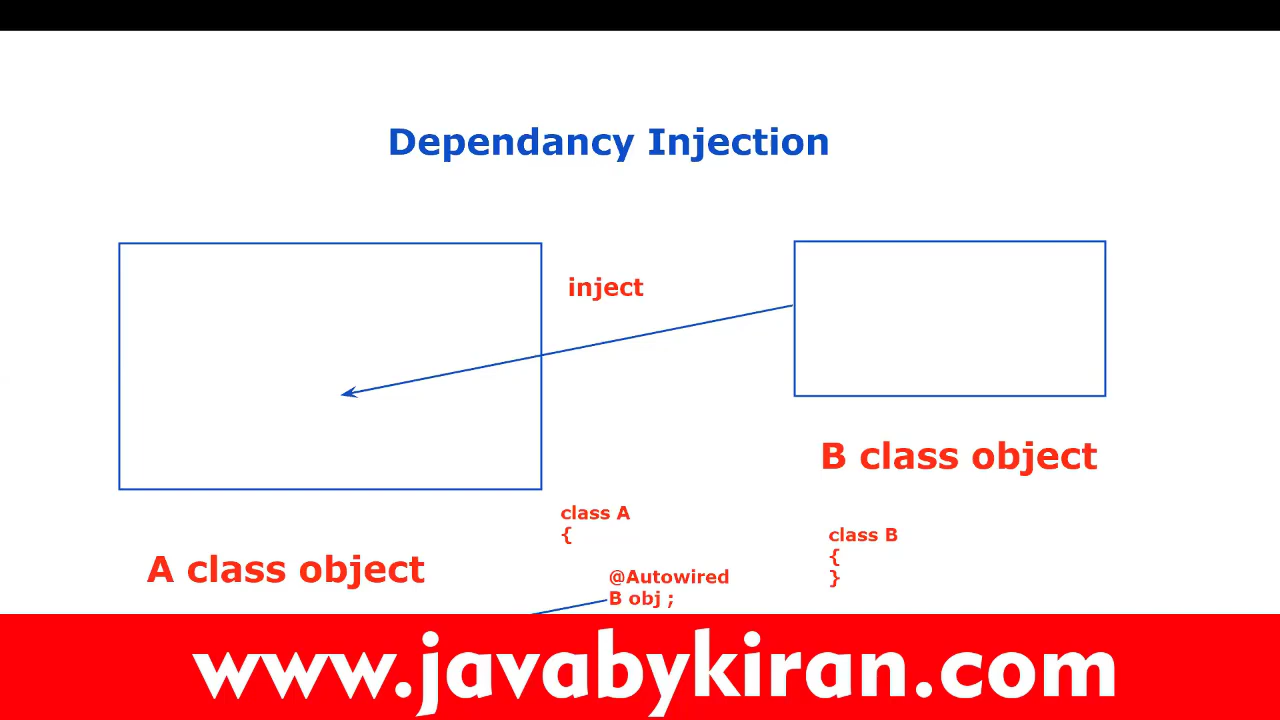 Dependancy Injection
inject
B class object
class A
{
class B
{
}
A class object
@Autowired
B obj ;
www.javabykiran.com